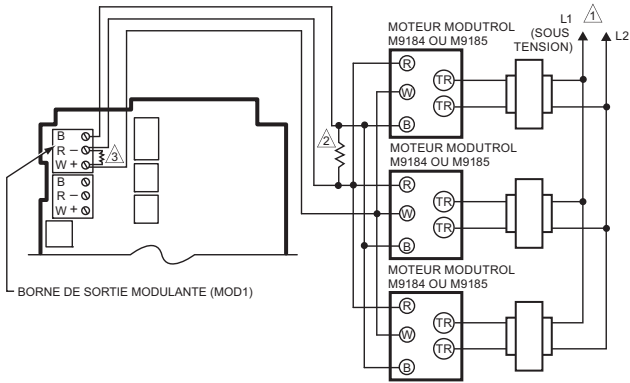 MOTEUR MODUTROL
M9184 OU M9185
L1
1
(SOUS
TENSION)
L2
R
TR
W
TR
B
B
R –
W +
3
2
MOTEUR MODUTROL
M9184 OU M9185
B
R –
W +
R
TR
W
TR
B
BORNE DE SORTIE MODULANTE (MOD1)
MOTEUR MODUTROL
M9184 OU M9185
R
TR
W
TR
B